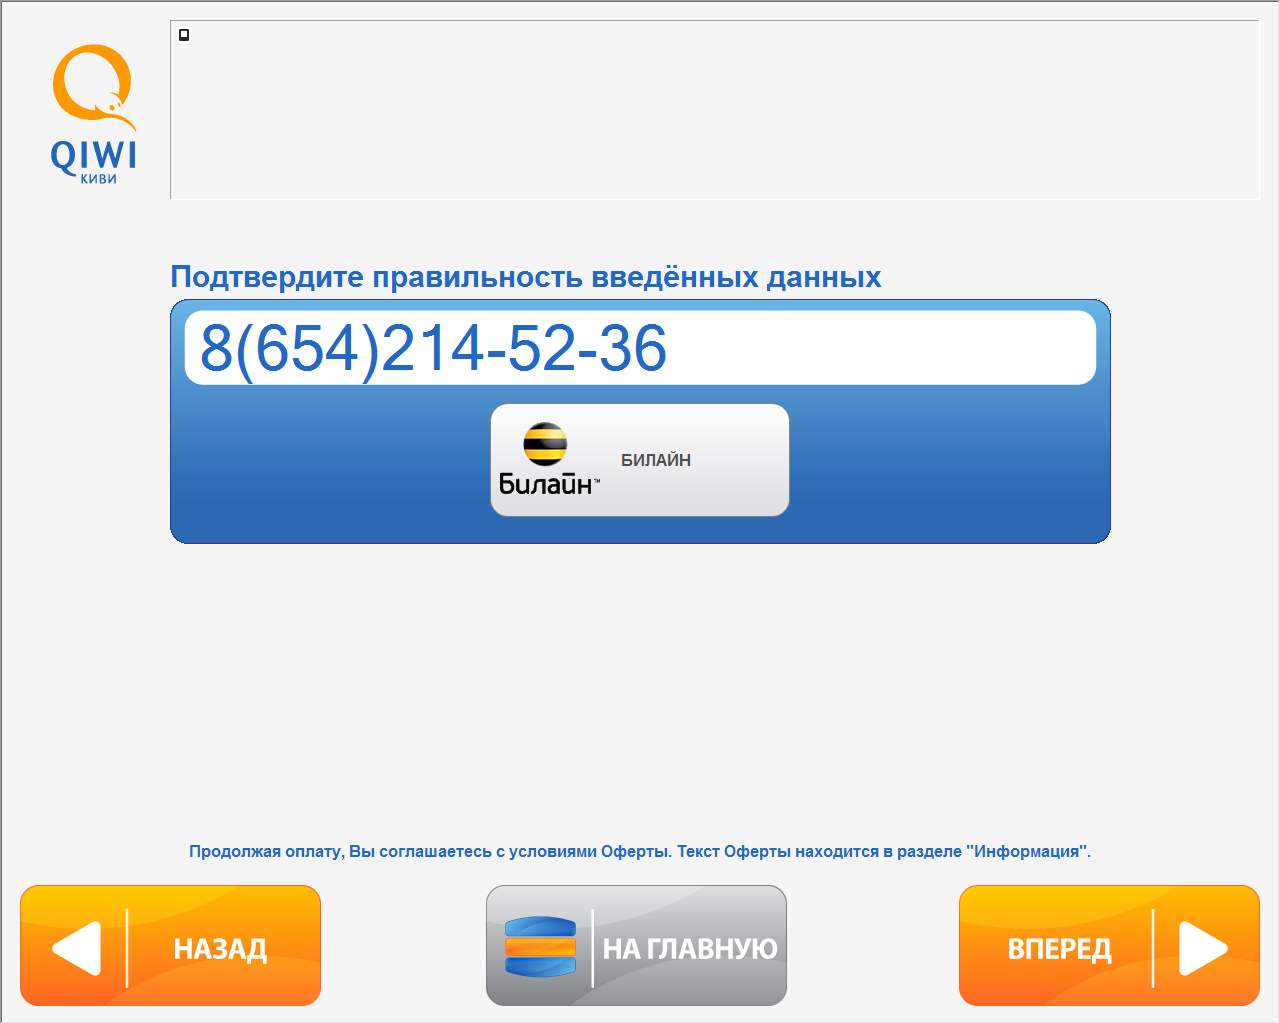 QIWI
КИВИ
Подтвердите правильность введённых данных
8(654)214-52-36
Билайн™
БИЛАЙН
Продолжая оплату, Вы соглашаетесь с условиями Оферты. Текст Оферты находится в разделе "Информация".
НАЗАД
НА ГЛАВНУЮ
ВПЕРЕД